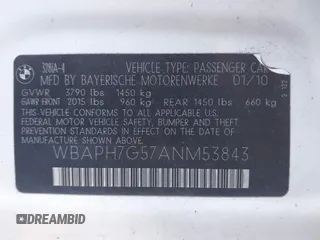 VEHICLE TYPE: PASSENGER CAR
MFD BY BAYERISCHE MOTORENWERKE 01/10
GVWR 3790 lbs 1450 kg
GAWR FRONT 2015 lbs 960 kg REAR 1450 lbs 660 kg
THIS VEHICLE CONFORMS TO ALL APPLICABLE
FEDERAL MOTOR VEHICLE
SAFETY, BUMPER, AND THEFT
PREVENTION STANDARDS IN EFFECT
ON THE DATE OF MANUFACTURE
SHOWN ABOVE.
WBAPH7G57ANM53843
AUTOBIDMASTER